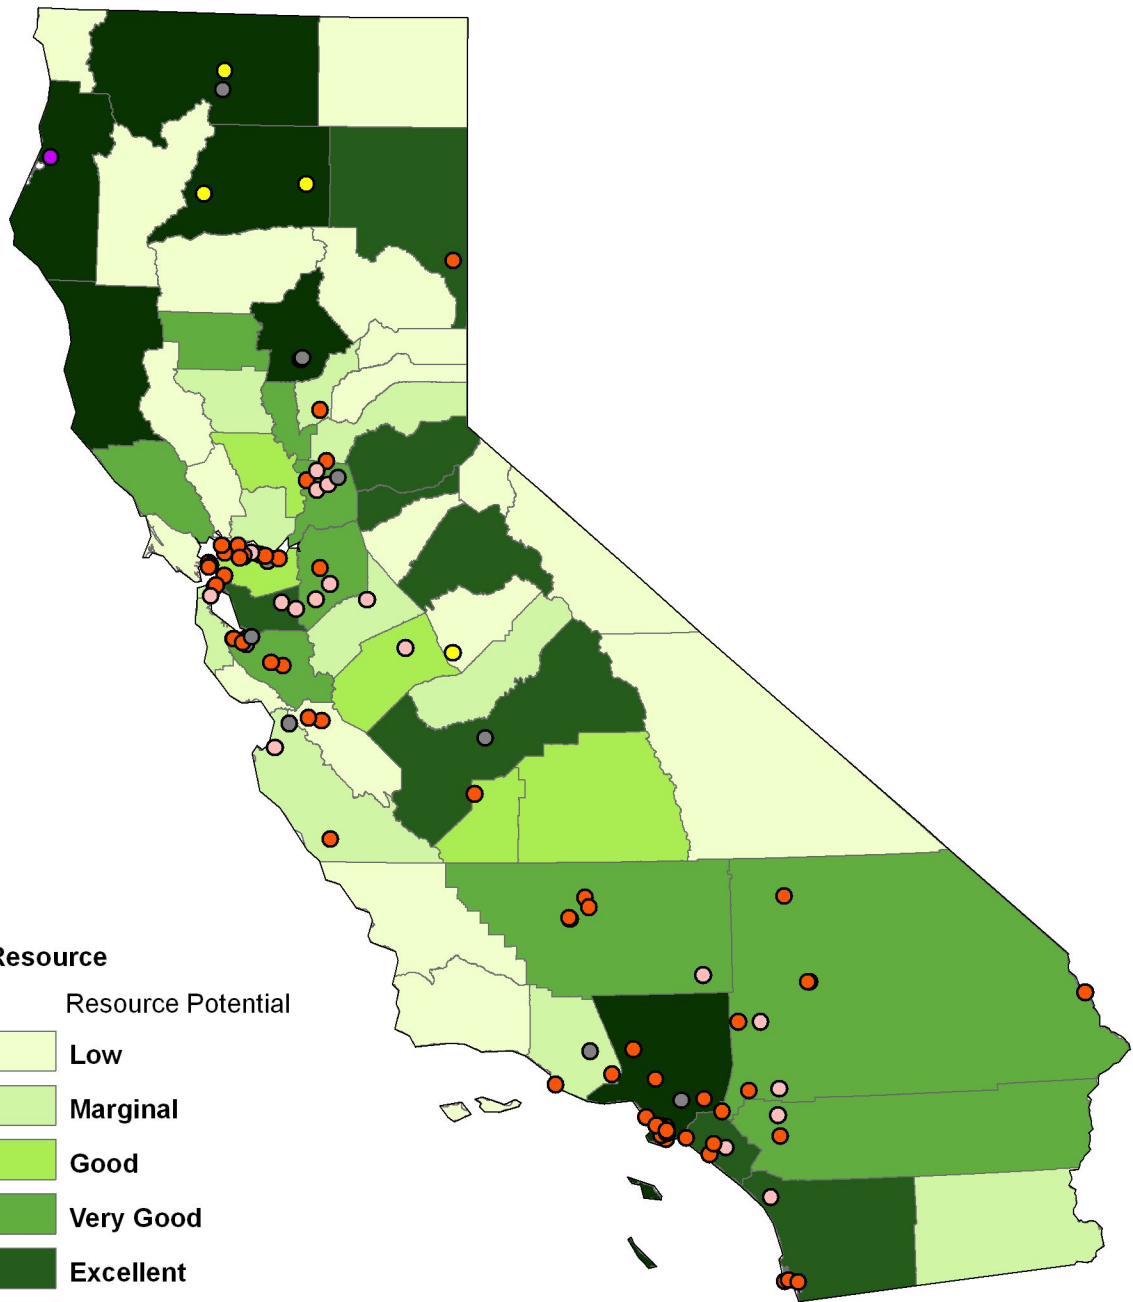 Resource
Resource Potential
Low
Marginal
Good
Very Good
Excellent